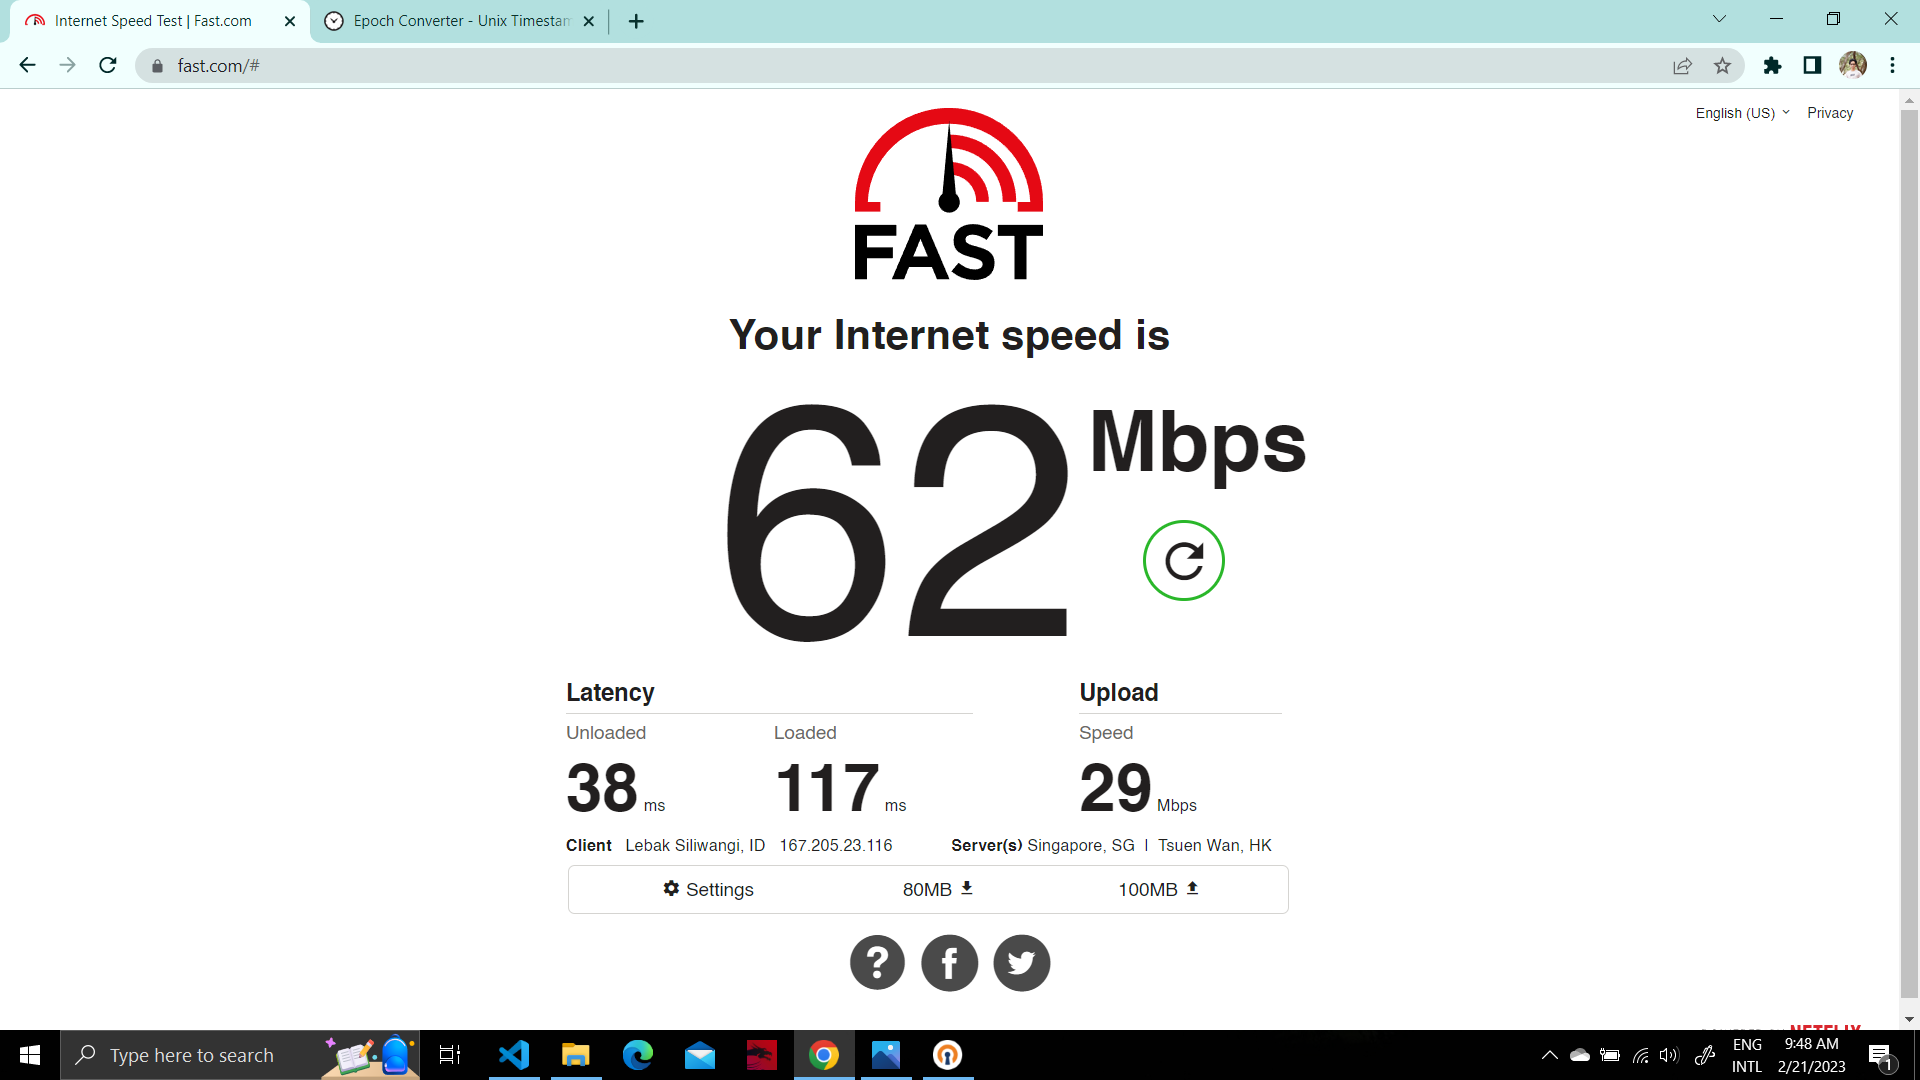 Internet Speed Test | Fast.com
Epoch Converter - Unix Timestam
fast.com/#
English (US) Privacy
FAST
Your Internet speed is
62 Mbps
Latency Upload
Unloaded Loaded Speed
38 ms 117 ms 29 Mbps
Client Lebak Siliwangi, ID 167.205.23.116 Server(s) Singapore, SG | Tsuen Wan, HK
Settings 80MB 100MB
NETFLIX
Type here to search
ENG
INTL
9:48 AM
2/21/2023
1